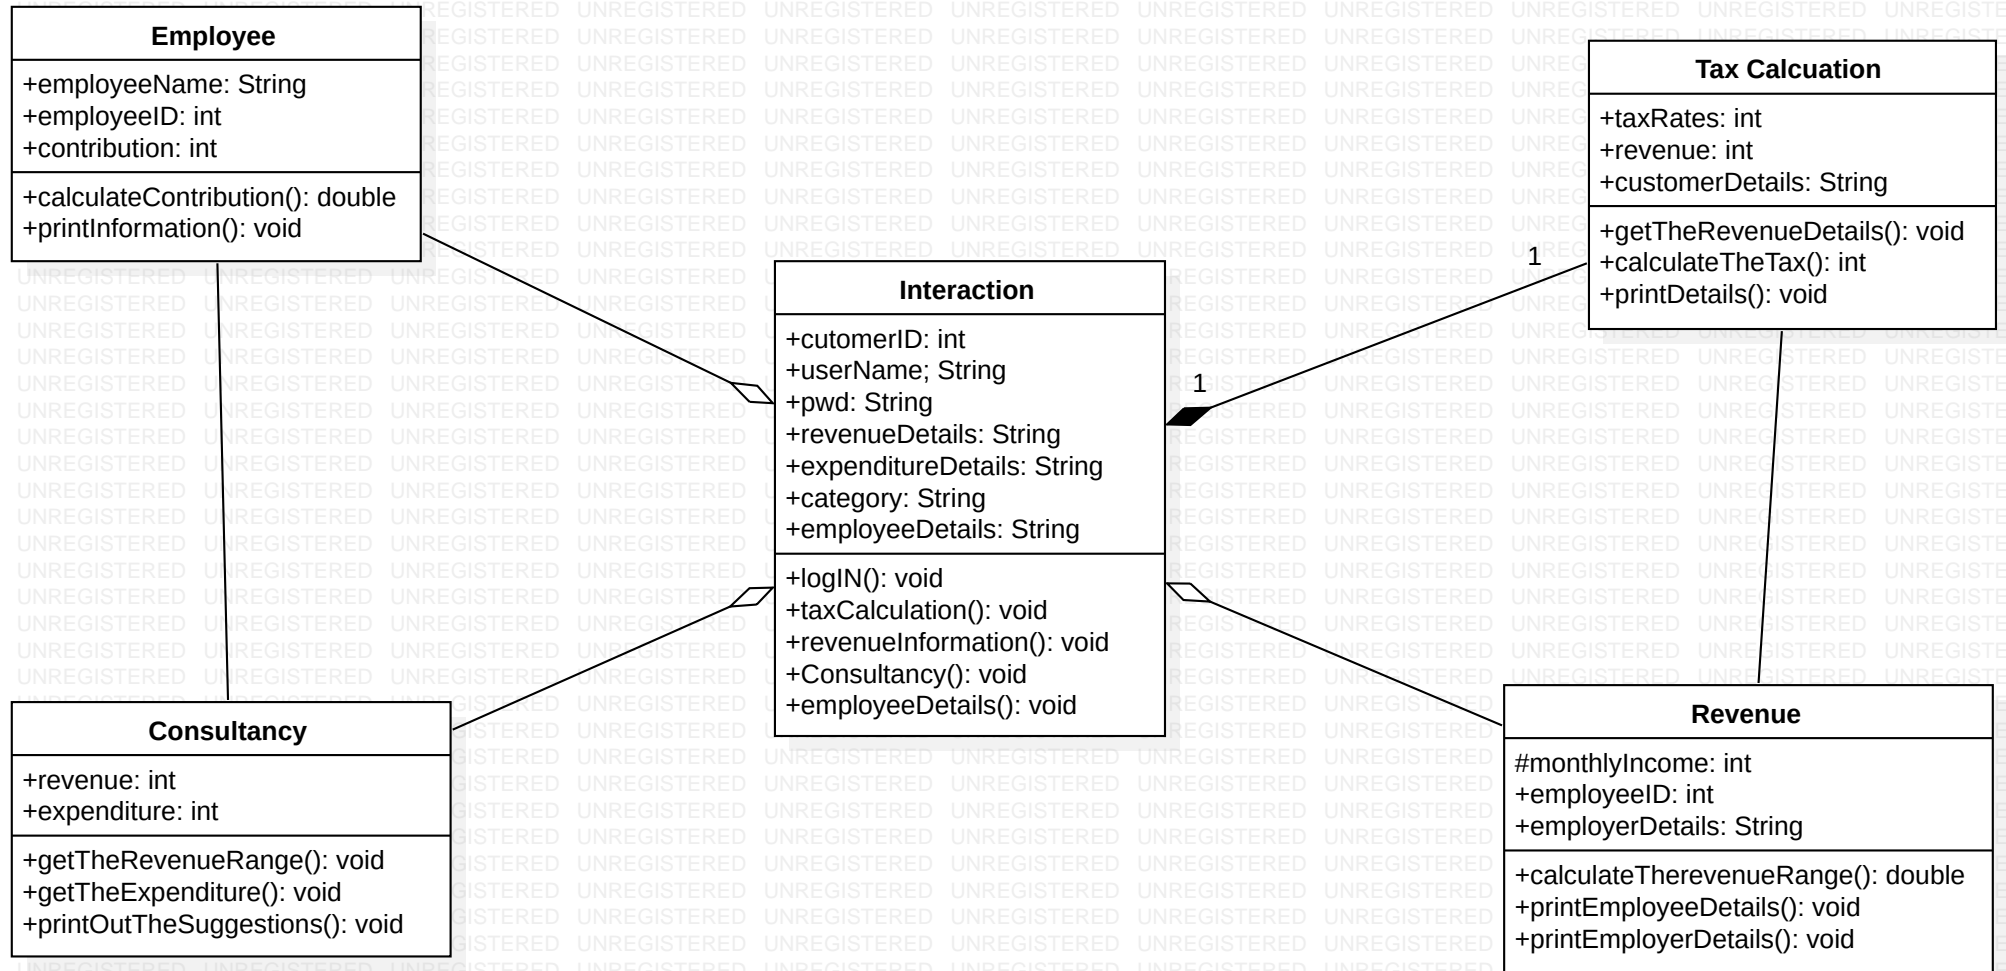 Employee
+employeeName: String
+employeeID: int
+contribution: int
+calculateContribution(): double
+printInformation(): void
Tax Calcuation
+taxRates: int
+revenue: int
+customerDetails: String
+getTheRevenueDetails(): void
+calculateTheTax(): int
+printDetails(): void
1
1
Interaction
+cutomerID: int
+userName; String
+pwd: String
+revenueDetails: String
+expenditureDetails: String
+category: String
+employeeDetails: String
+logIN(): void
+taxCalculation(): void
+revenueInformation(): void
+Consultancy(): void
+employeeDetails(): void
Consultancy
+revenue: int
+expenditure: int
+getTheRevenueRange(): void
+getTheExpenditure(): void
+printOutTheSuggestions(): void
Revenue
#monthlyIncome: int
+employeeID: int
+employerDetails: String
+calculateTherevenueRange(): double
+printEmployeeDetails(): void
+printEmployerDetails(): void
UNREGISTERED